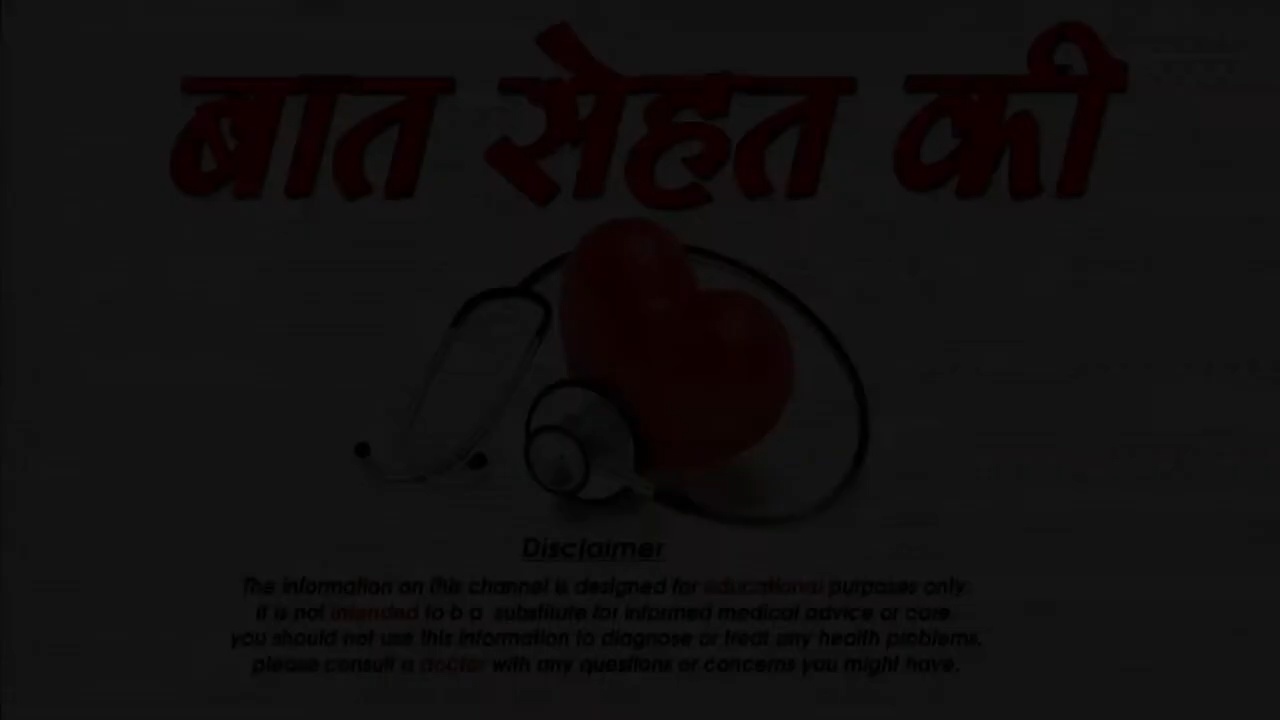 बात सेहत की
Disclaimer
The information on this channel is designed for educational purposes only.
it is not intended to b a substitute for informed medical advice or care
you should not use this information to diagnose or treat any health problems.
please consult a doctor with any questions or concerns you might have.